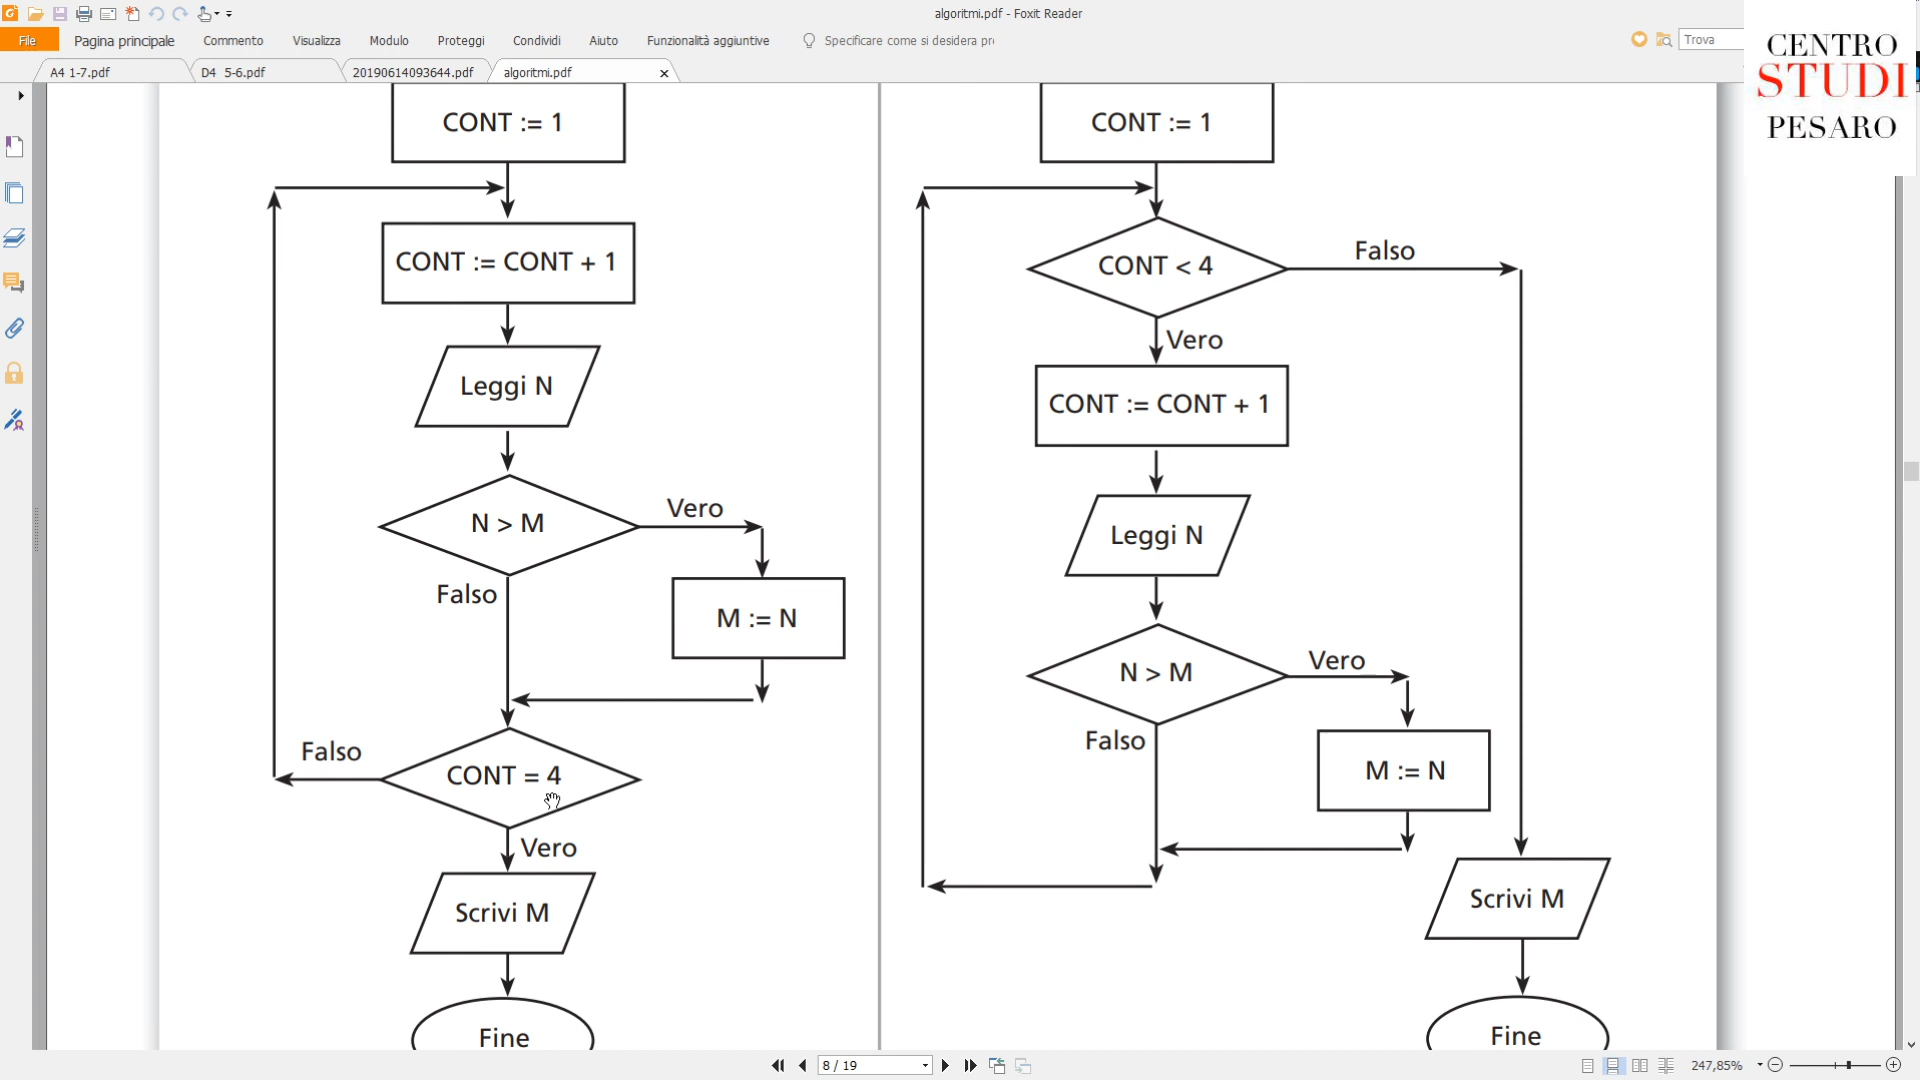 algoritmi.pdf - Foxit Reader
File Pagina principale Commento Visualizza Modulo Proteggi Condividi Aiuto Funzionalità aggiuntive Specificare come si desidera pr
Trova
A4 1-7.pdf D4 5-6.pdf 20190614093644.pdf algoritmi.pdf
CENTRO
STUDI
PESARO
CONT := 1
CONT := CONT + 1
Leggi N
N > M
Vero
Falso
M := N
Falso
CONT = 4
Vero
Scrivi M
Fine
CONT := 1
CONT < 4
Falso
Vero
CONT := CONT + 1
Leggi N
N > M
Vero
Falso
M := N
Scrivi M
Fine
8 / 19
247,85%